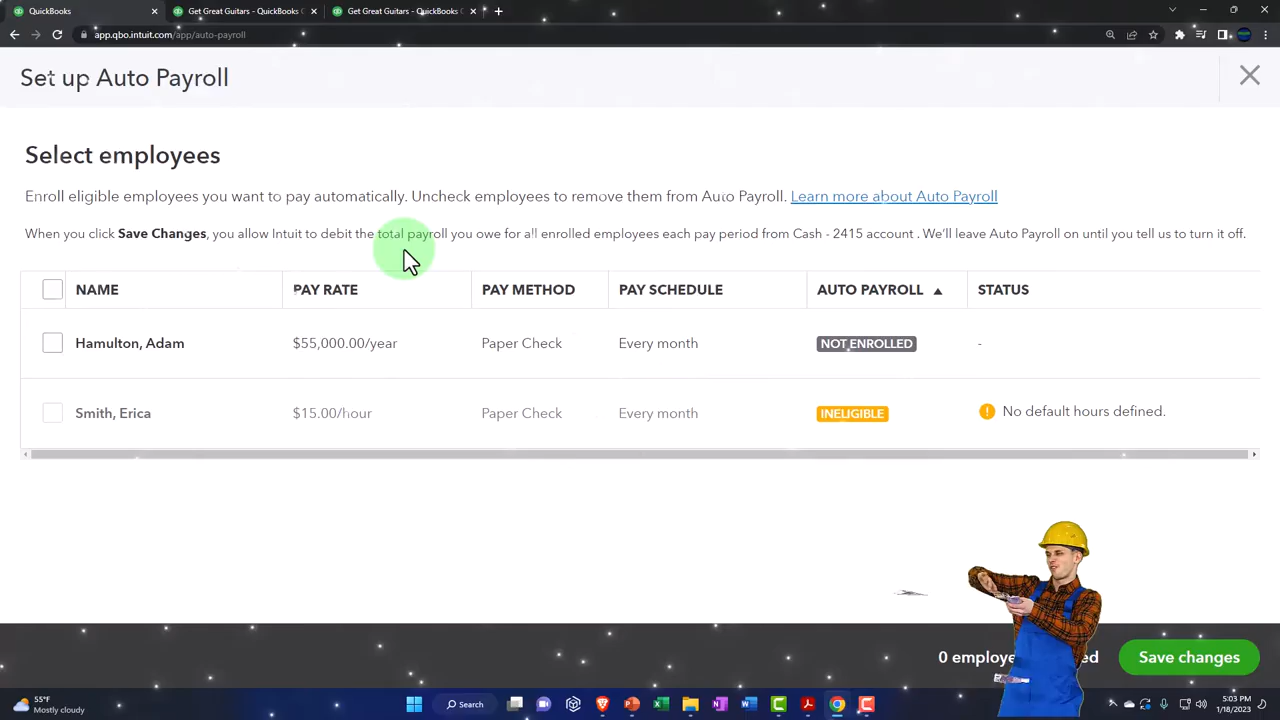 QuickBooks
Get Great Guitars - QuickBooks C
Get Great Guitars - QuickBooks C
app.qbo.intuit.com/app/auto-payroll
Set up Auto Payroll
Select employees
Enroll eligible employees you want to pay automatically. Uncheck employees to remove them from Auto Payroll. Learn more about Auto Payroll
When you click Save Changes, you allow Intuit to debit the total payroll you owe for all enrolled employees each pay period from Cash - 2415 account . We'll leave Auto Payroll on until you tell us to turn it off.
NAME PAY RATE PAY METHOD PAY SCHEDULE AUTO PAYROLL STATUS
Hamulton, Adam $55,000.00/year Paper Check Every month NOT ENROLLED -
Smith, Erica $15.00/hour Paper Check Every month INELIGIBLE No default hours defined.
0 Save changes
55°F
Mostly cloudy
Search
5:03 PM
1/18/2023